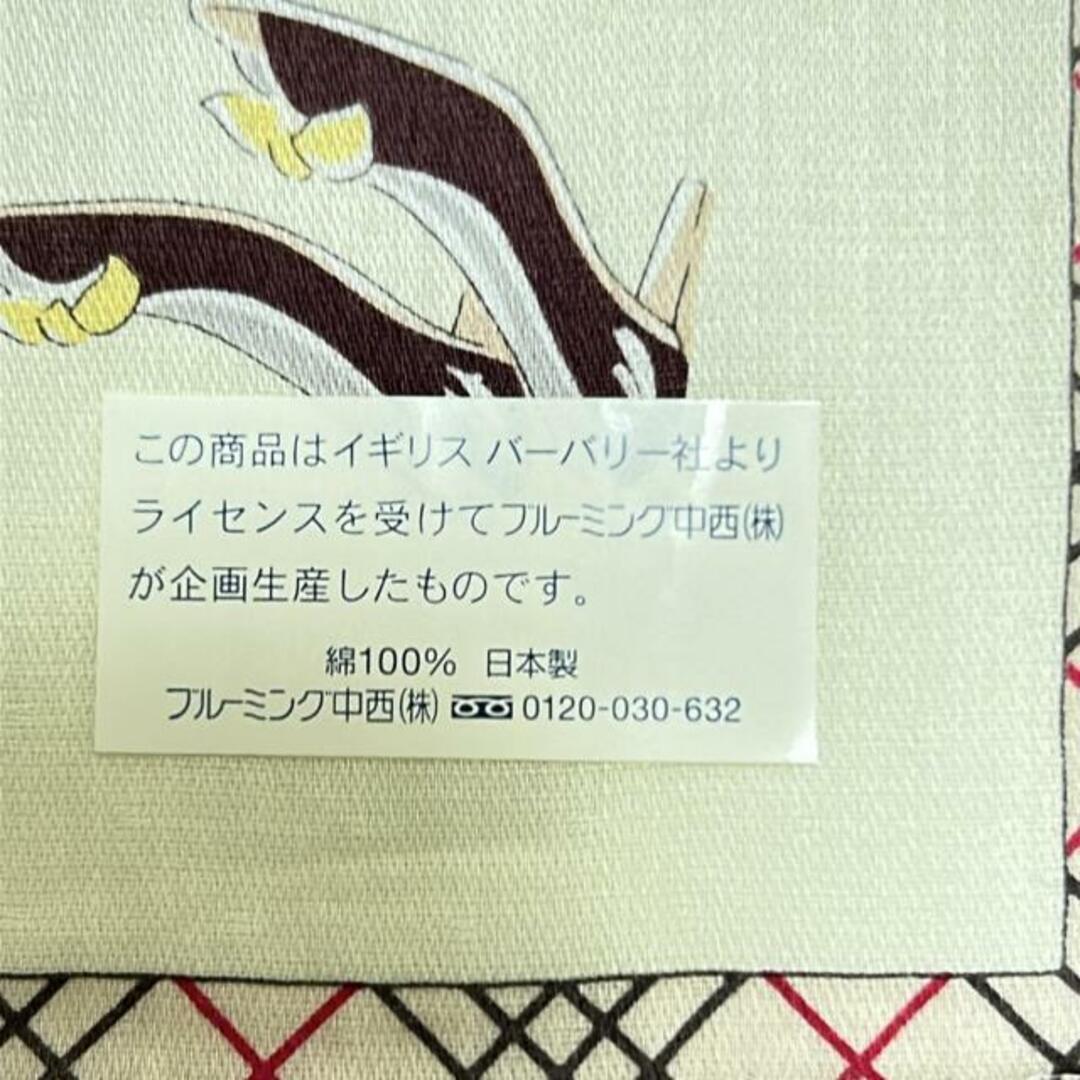 この商品はイギリス バーバリー社より
ライセンスを受けてブルーミング中西(株)
が企画生産したものです。
綿100% 日本製
ブルーミング中西(株) 0120-030-632